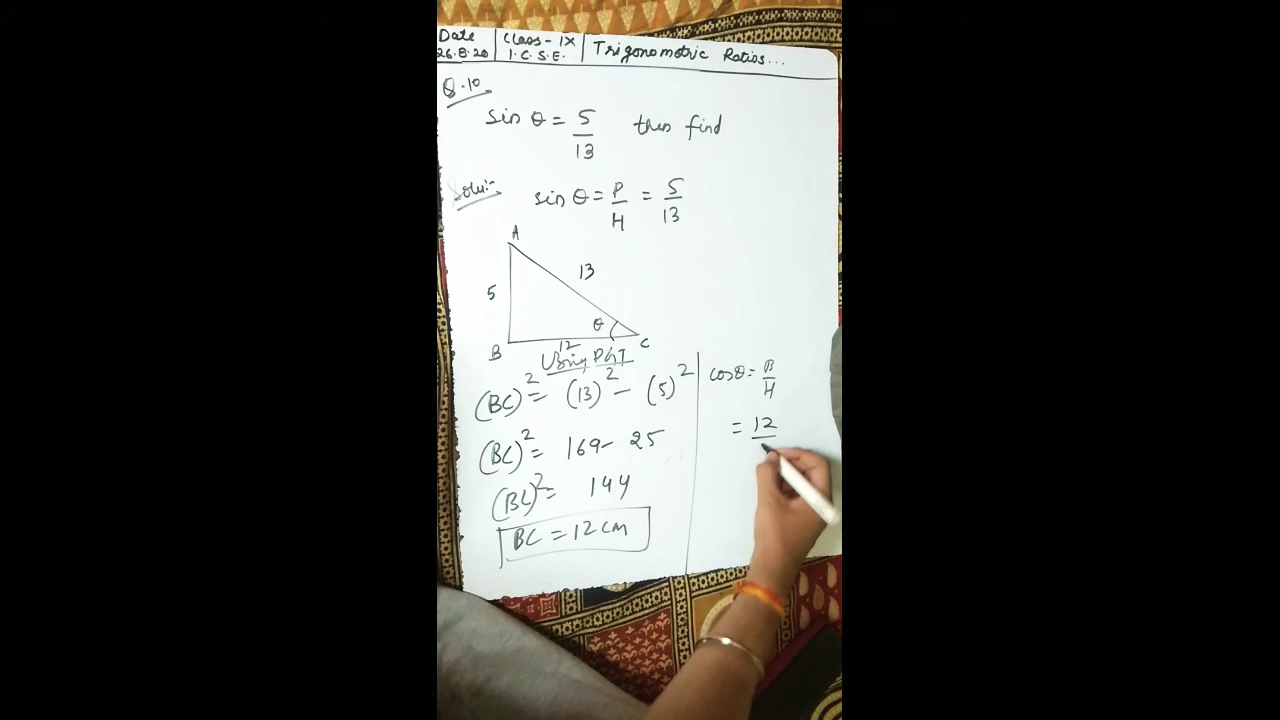 Date
26.8.20
Class - IX
I.C.S.E.
Trigonometric Ratios...
Q.10
sin θ = 5/13 then find
Solu:-
sin θ = P/H = 5/13
A
13
5
θ
B
12
C
Using PGT
(BC)² = (13)² - (5)²
(BC)² = 169 - 25
(BC)² = 144
BC = 12 cm
cosθ = B/H
= 12